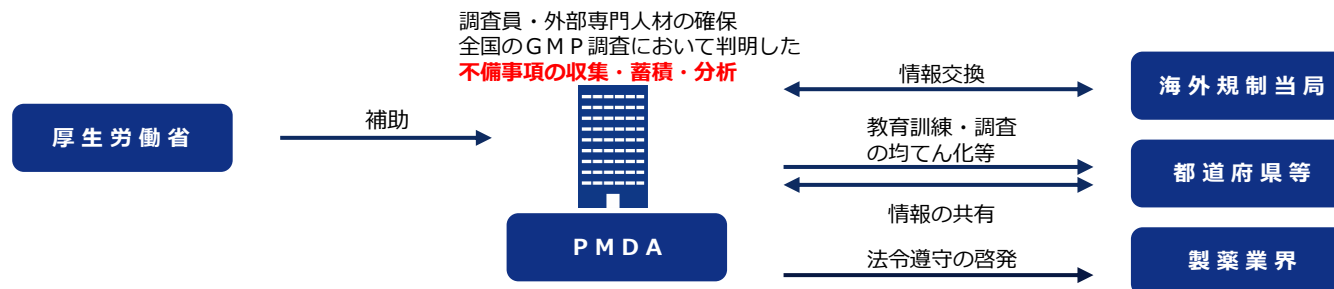 調査員・外部専門人材の確保
全国のＧＭＰ調査において判明した
不備事項の収集・蓄積・分析
厚生労働省
補助
ＰＭＤＡ
情報交換
海外規制当局
教育訓練・調査
の均てん化等
都道府県等
情報の共有
法令遵守の啓発
製薬業界